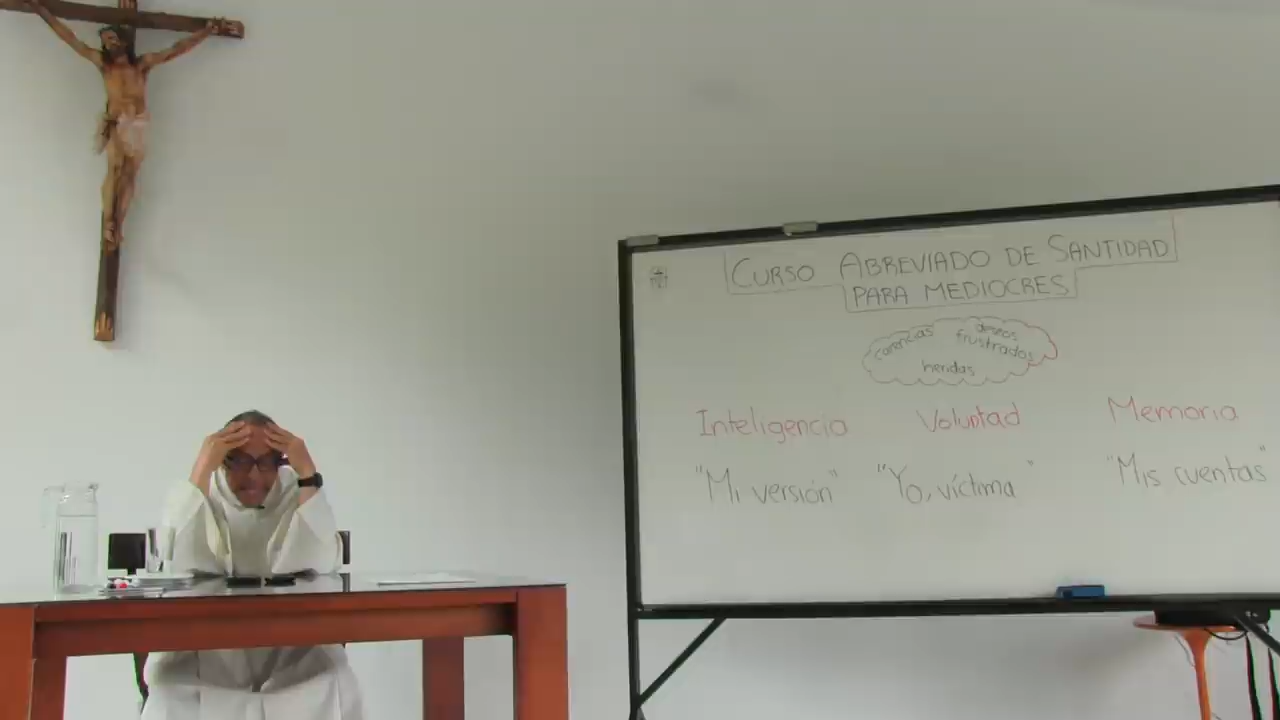 CURSO ABREVIADO DE SANTIDAD
PARA MEDIOCRES
carencias deseos frustrados
heridas
Inteligencia Voluntad Memoria
"Mi versión" "Yo, víctima" "Mis cuentas"